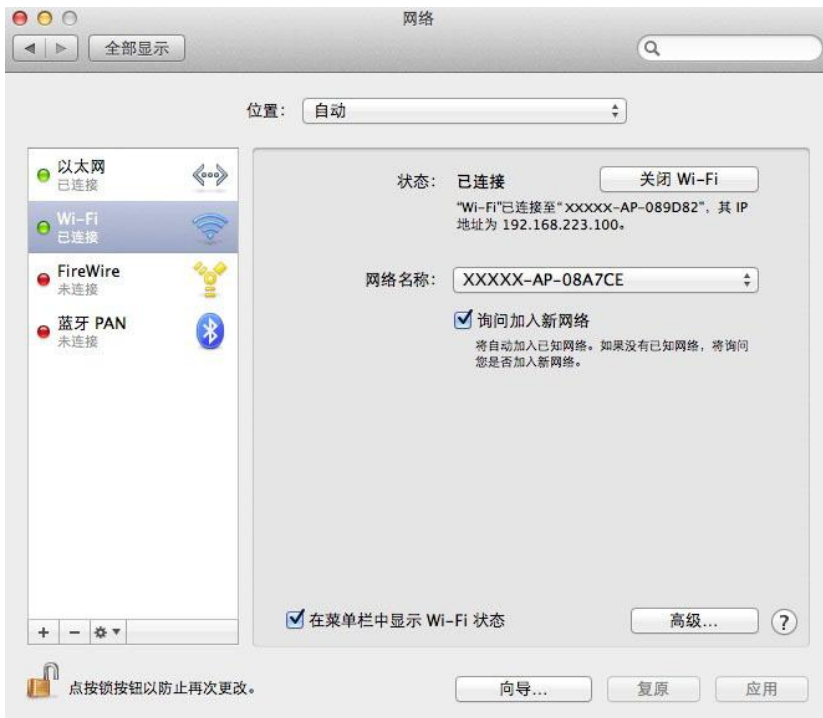 网络
全部显示
位置： 自动
以太网
已连接
Wi-Fi
已连接
FireWire
未连接
蓝牙 PAN
未连接
状态： 已连接 关闭 Wi-Fi
"Wi-Fi"已连接至"XXXXX-AP-089D82"，其 IP
地址为 192.168.223.100。
网络名称： XXXXX-AP-08A7CE
询问加入新网络
将自动加入已知网络。如果没有已知网络，将询问
您是否加入新网络。
在菜单栏中显示 Wi-Fi 状态 高级... ?
点按锁按钮以防止再次更改。 向导... 复原 应用